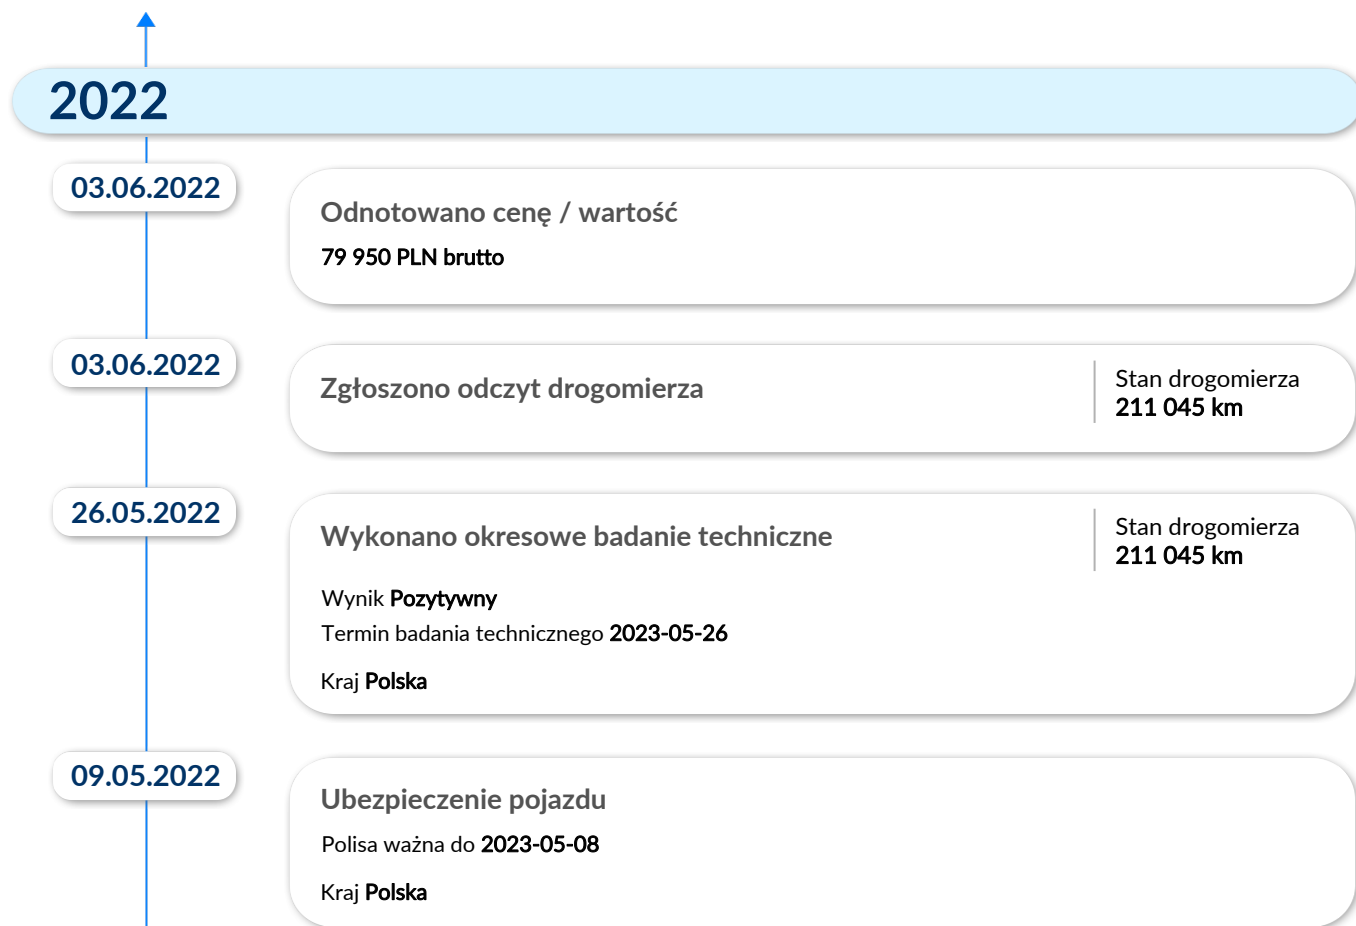 2022
03.06.2022
Odnotowano cenę / wartość
79 950 PLN brutto
03.06.2022
Zgłoszono odczyt drogomierza
Stan drogomierza
211 045 km
26.05.2022
Wykonano okresowe badanie techniczne
Stan drogomierza
211 045 km
Wynik Pozytywny
Termin badania technicznego 2023-05-26
Kraj Polska
09.05.2022
Ubezpieczenie pojazdu
Polisa ważna do 2023-05-08
Kraj Polska